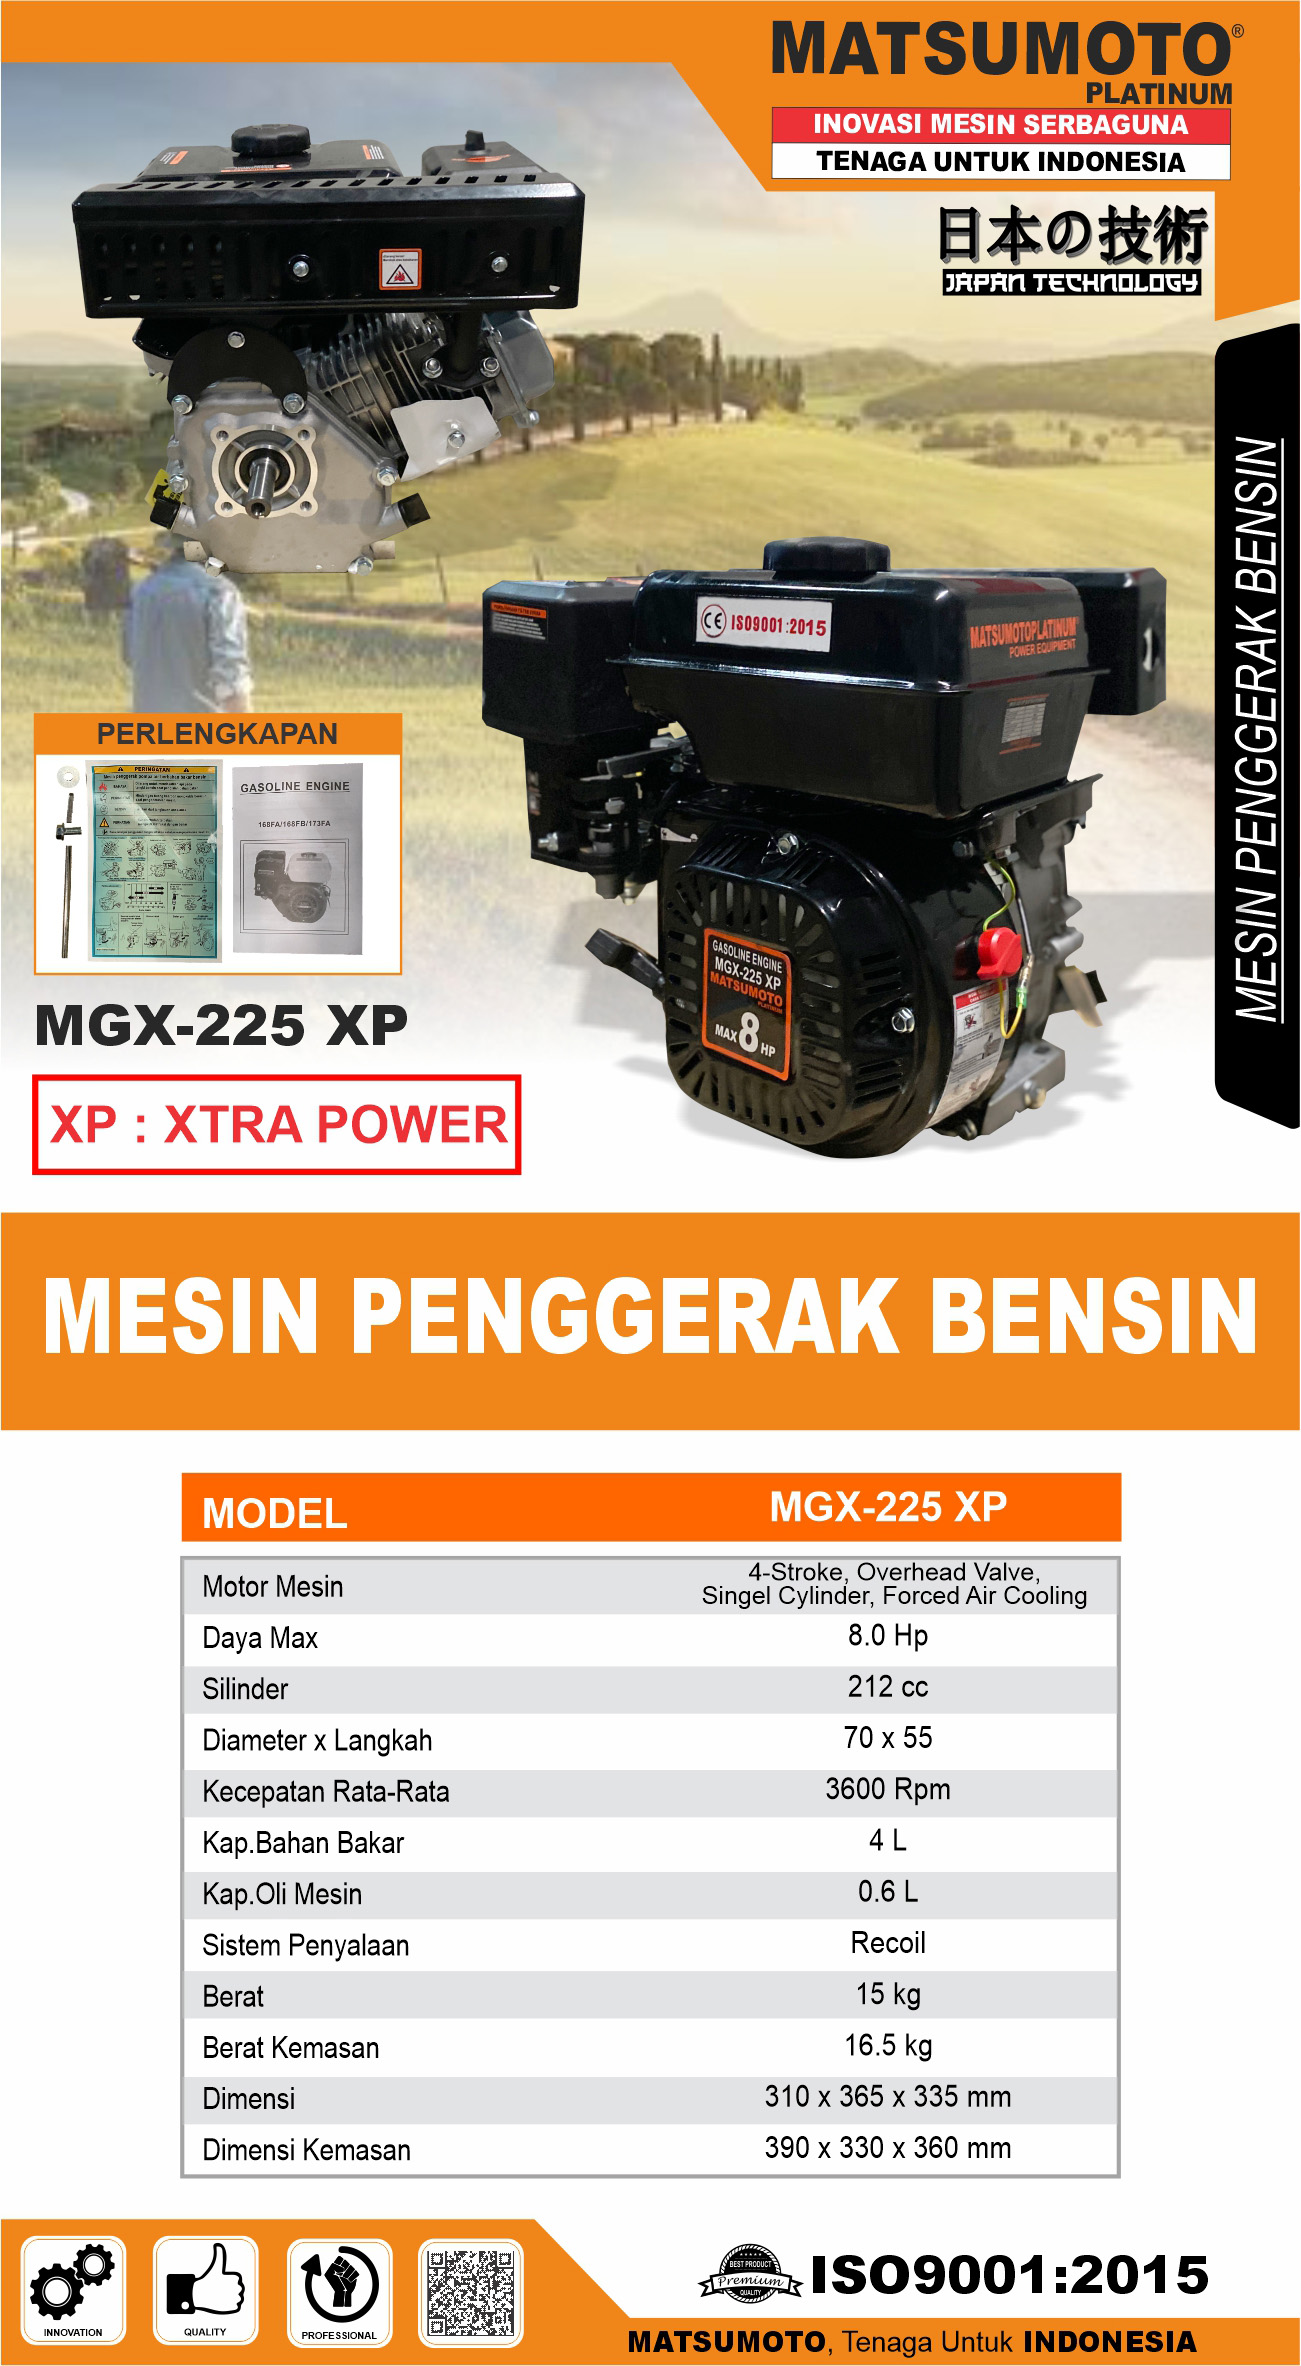 MATSUMOTO®
PLATINUM
INOVASI MESIN SERBAGUNA
TENAGA UNTUK INDONESIA
日本の技術
JAPAN TECHNOLOGY
MESIN PENGGERAK BENSIN
CE ISO9001:2015
MATSUMOTOPLATINUM
POWER EQUIPMENT
GASOLINE ENGINE
MGX-225 XP
MATSUMOTO
PLATINUM
MAX 8 HP
PERLENGKAPAN
PERINGATAN
GASOLINE ENGINE
168FA/168FB/173FA
MGX-225 XP
XP : XTRA POWER
MESIN PENGGERAK BENSIN
MODEL MGX-225 XP
Motor Mesin 4-Stroke, Overhead Valve,
Singel Cylinder, Forced Air Cooling
Daya Max 8.0 Hp
Silinder 212 cc
Diameter x Langkah 70 x 55
Kecepatan Rata-Rata 3600 Rpm
Kap.Bahan Bakar 4 L
Kap.Oli Mesin 0.6 L
Sistem Penyalaan Recoil
Berat 15 kg
Berat Kemasan 16.5 kg
Dimensi 310 x 365 x 335 mm
Dimensi Kemasan 390 x 330 x 360 mm
INNOVATION
QUALITY
PROFESSIONAL
BEST PRODUCT
Premium
QUALITY
ISO9001:2015
MATSUMOTO, Tenaga Untuk INDONESIA